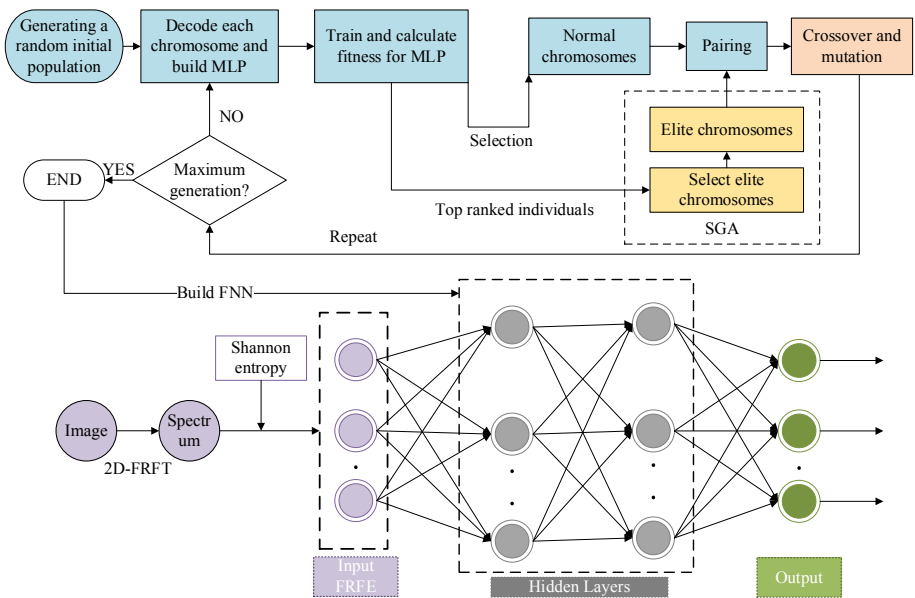 Generating a
random initial
population
Decode each
chromosome and
build MLP
Train and calculate
fitness for MLP
Normal
chromosomes
Pairing
Crossover and
mutation
NO
Selection
Elite chromosomes
YES
END
Maximum
generation?
Select elite
chromosomes
Top ranked individuals
SGA
Repeat
Build FNN
Shannon
entropy
Image
Spectr
um
2D-FRFT
Input
FRFE
Hidden Layers
Output